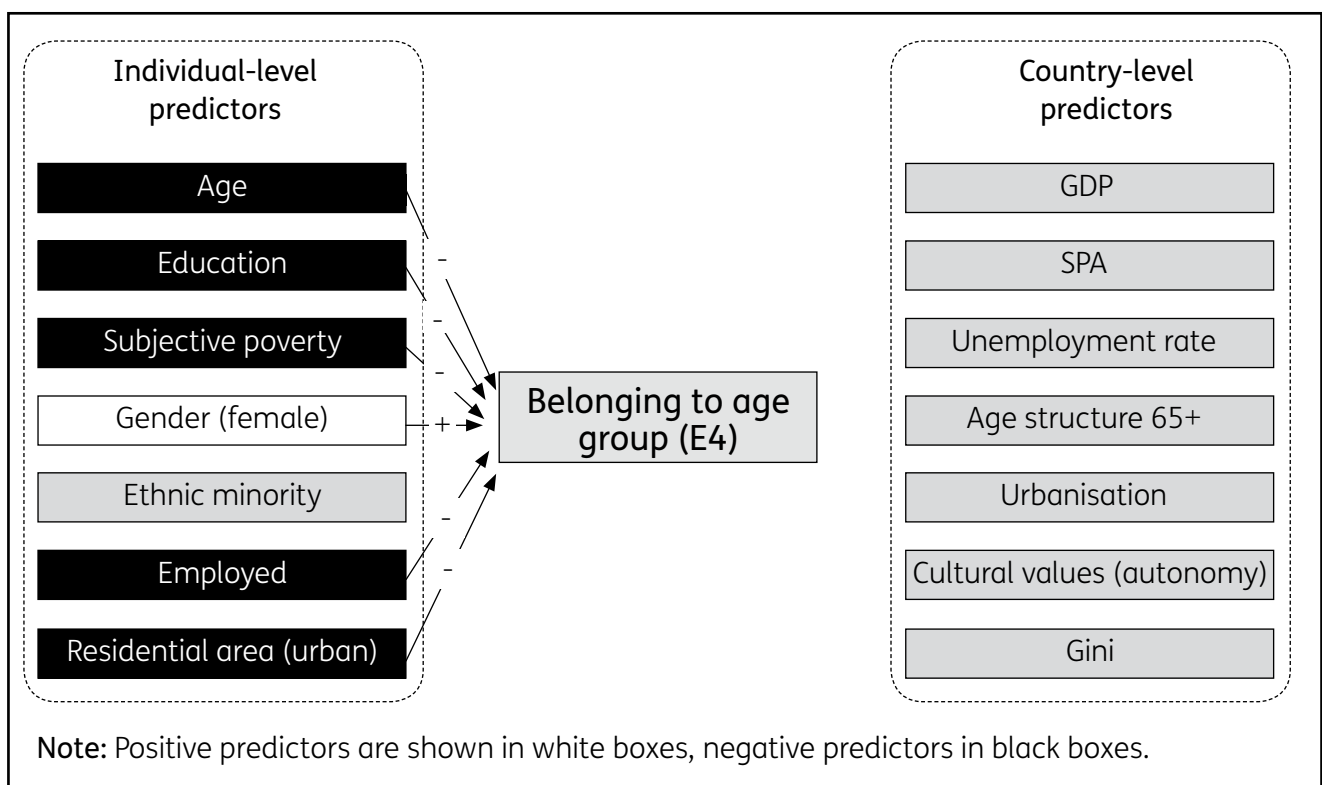 Individual-level
predictors
Age
Education
Subjective poverty
Gender (female)
Ethnic minority
Employed
Residential area (urban)
-
-
-
+
-
-
Belonging to age
group (E4)
Country-level
predictors
GDP
SPA
Unemployment rate
Age structure 65+
Urbanisation
Cultural values (autonomy)
Gini
Note: Positive predictors are shown in white boxes, negative predictors in black boxes.